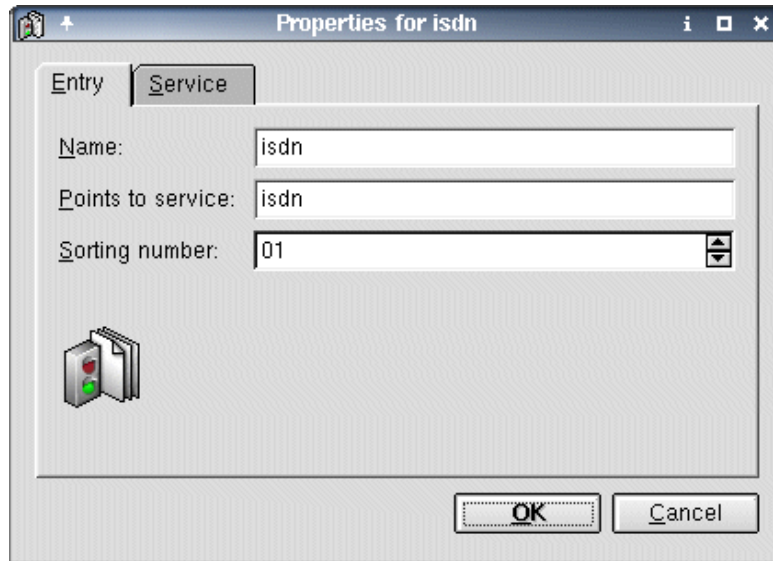 Properties for isdn
Entry Service
Name: isdn
Points to service: isdn
Sorting number: 01
OK Cancel